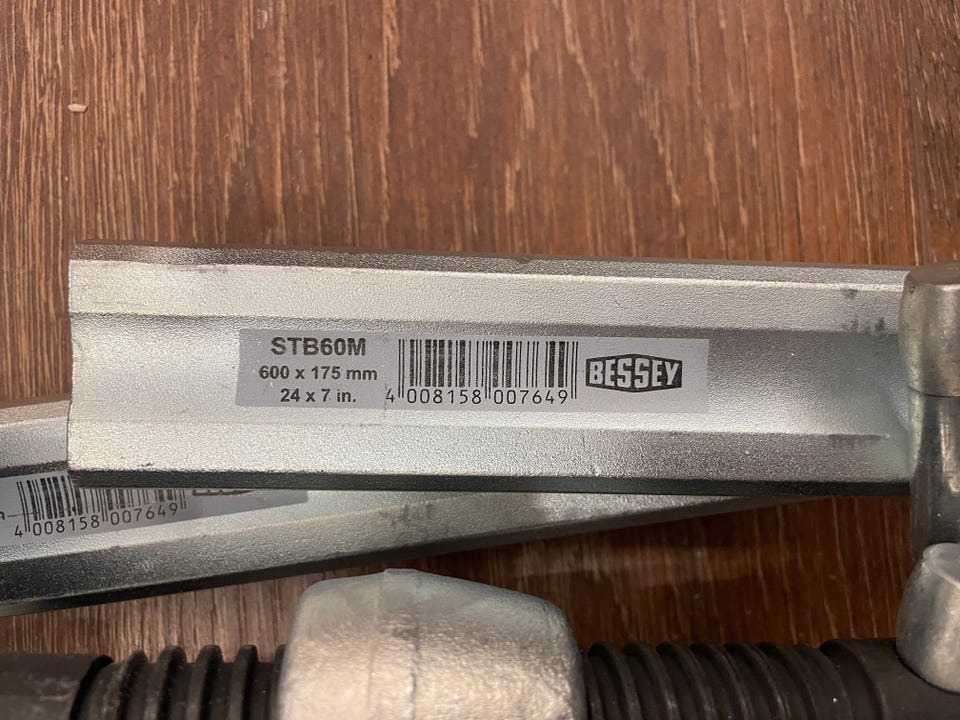 STB60M
600 x 175 mm
24 x 7 in.
4 008158 007649
BESSEY
4 008158 007649